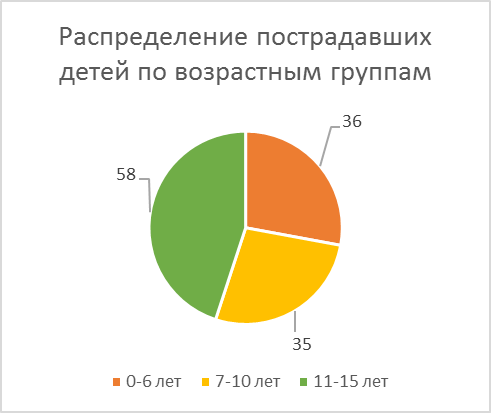 Распределение пострадавших
детей по возрастным группам
36
58
35
0-6 лет 7-10 лет 11-15 лет